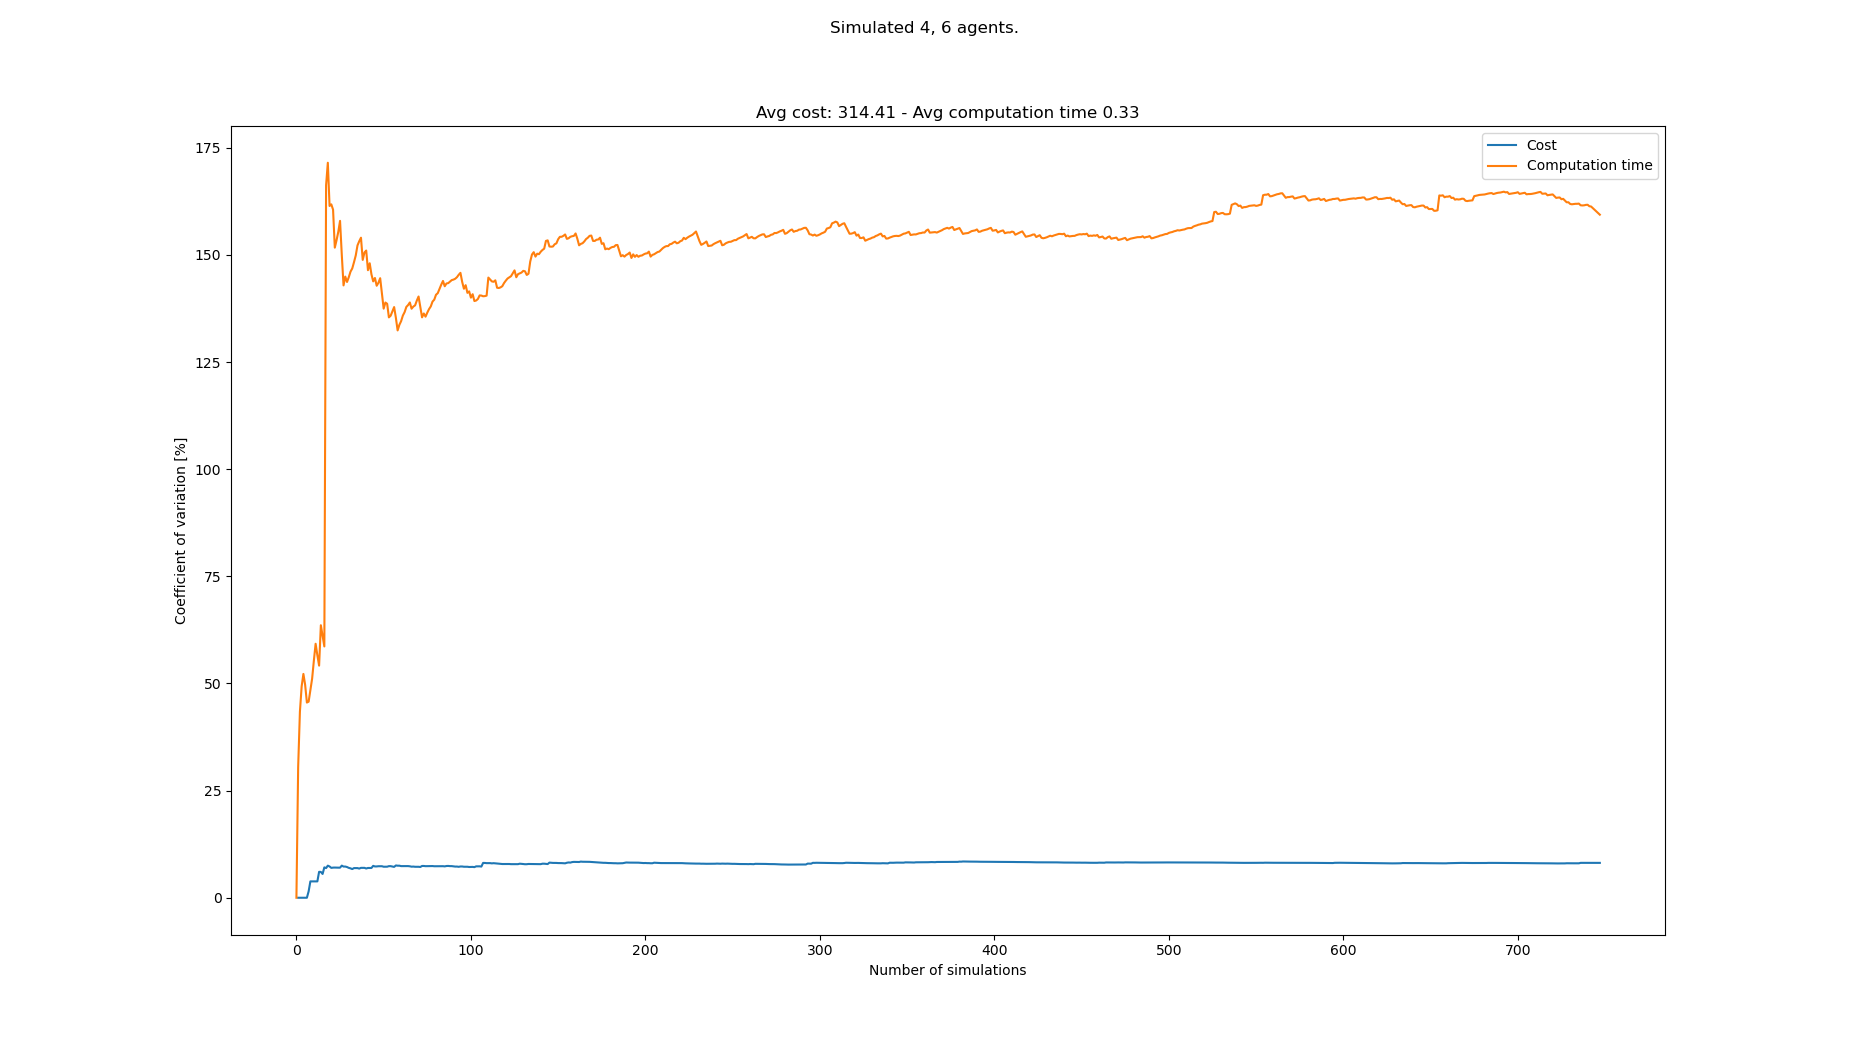 Simulated 4, 6 agents.
Avg cost: 314.41 - Avg computation time 0.33
Cost
Computation time
Coefficient of variation [%]
175
150
125
100
75
50
25
0
0 100 200 300 400 500 600 700
Number of simulations